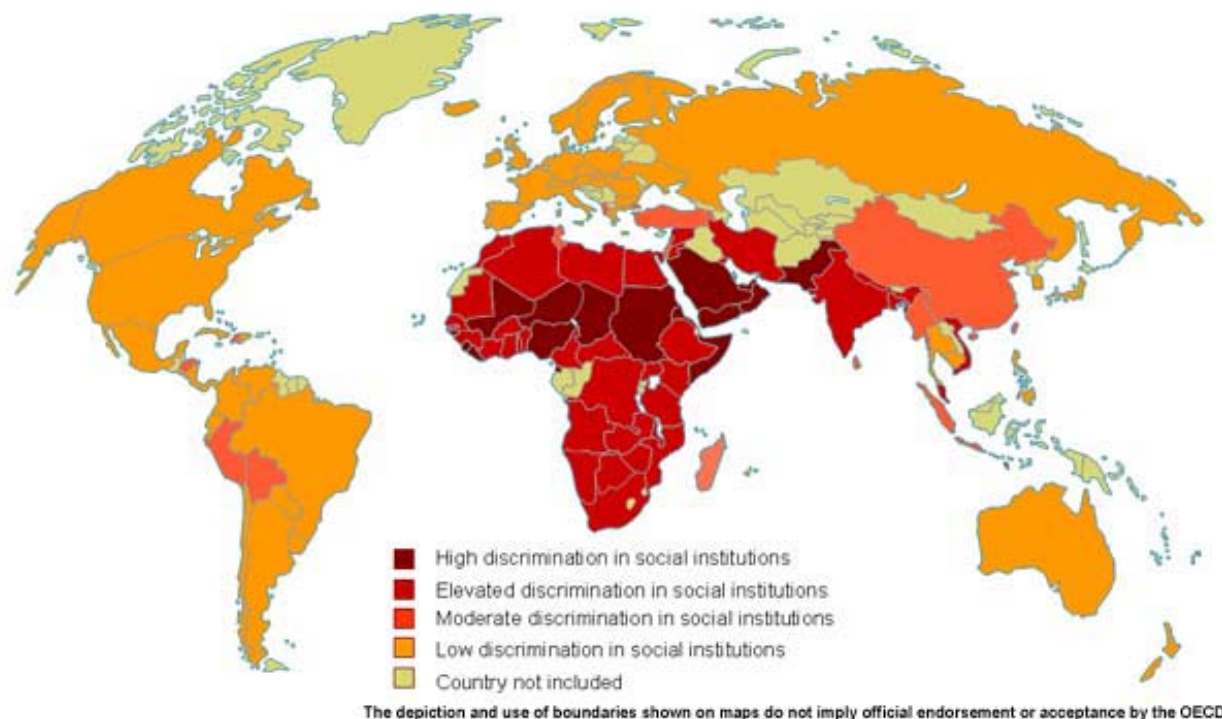 High discrimination in social institutions
Elevated discrimination in social institutions
Moderate discrimination in social institutions
Low discrimination in social institutions
Country not included
The depiction and use of boundaries shown on maps do not imply official endorsement or acceptance by the OECD